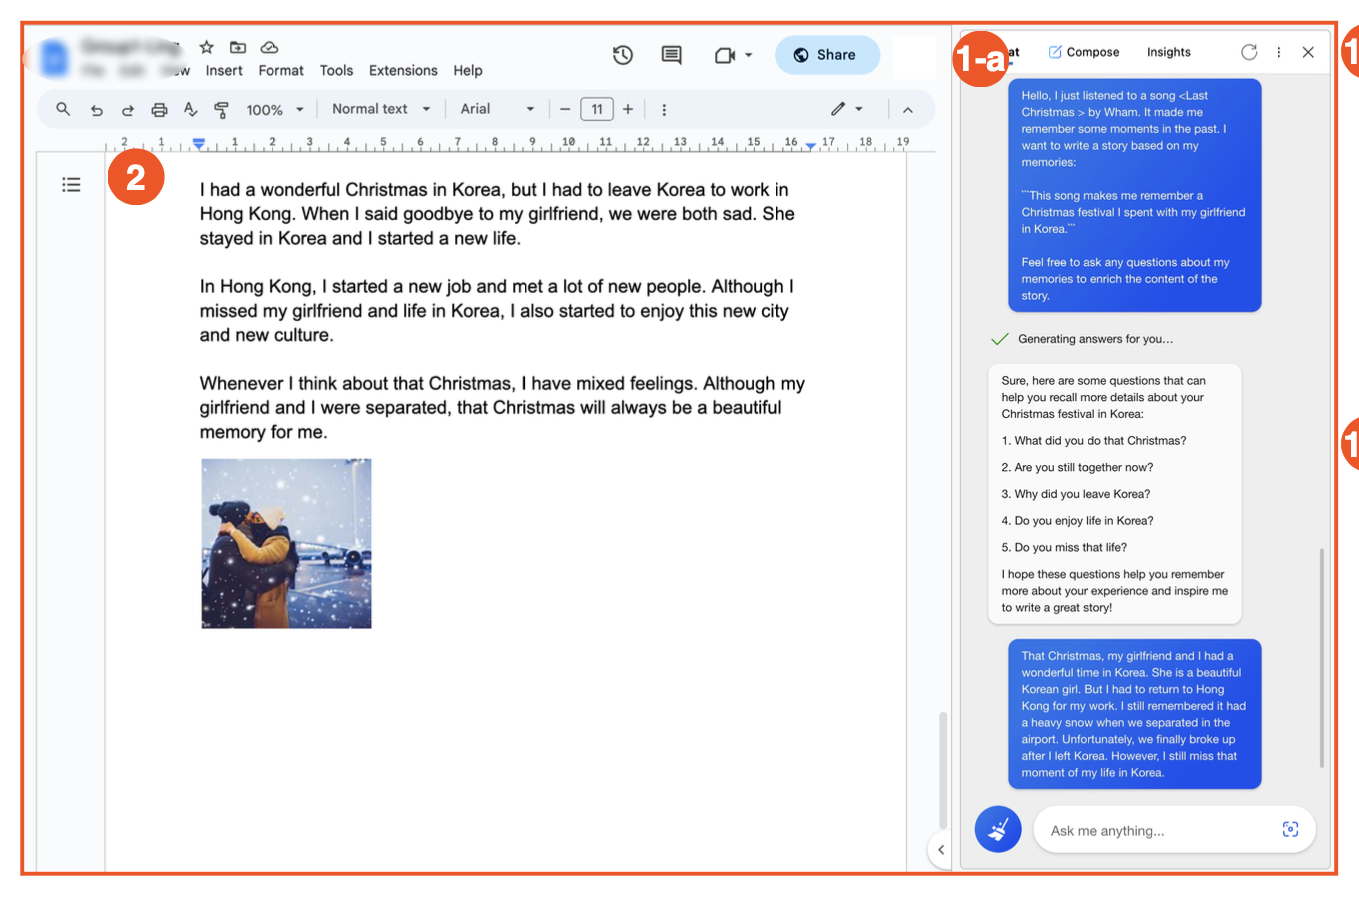 Insert Format Tools Extensions Help
Share
100% Normal text Arial 11
2 1 1 2 3 4 5 6 7 8 9 10 11 12 13 14 15 16 17 18 19
2
I had a wonderful Christmas in Korea, but I had to leave Korea to work in
Hong Kong. When I said goodbye to my girlfriend, we were both sad. She
stayed in Korea and I started a new life.
In Hong Kong, I started a new job and met a lot of new people. Although I
missed my girlfriend and life in Korea, I also started to enjoy this new city
and new culture.
Whenever I think about that Christmas, I have mixed feelings. Although my
girlfriend and I were separated, that Christmas will always be a beautiful
memory for me.
1-a
Compose Insights
Hello, I just listened to a song <Last
Christmas > by Wham. It made me
remember some moments in the past. I
want to write a story based on my
memories:
```This song makes me remember a
Christmas festival I spent with my girlfriend
in Korea.```
Feel free to ask any questions about my
memories to enrich the content of the
story.
Generating answers for you...
Sure, here are some questions that can
help you recall more details about your
Christmas festival in Korea:
1. What did you do that Christmas?
2. Are you still together now?
3. Why did you leave Korea?
4. Do you enjoy life in Korea?
5. Do you miss that life?
I hope these questions help you remember
more about your experience and inspire me
to write a great story!
That Christmas, my girlfriend and I had a
wonderful time in Korea. She is a beautiful
Korean girl. But I had to return to Hong
Kong for my work. I still remembered it had
a heavy snow when we separated in the
airport. Unfortunately, we finally broke up
after I left Korea. However, I still miss that
moment of my life in Korea.
Ask me anything...